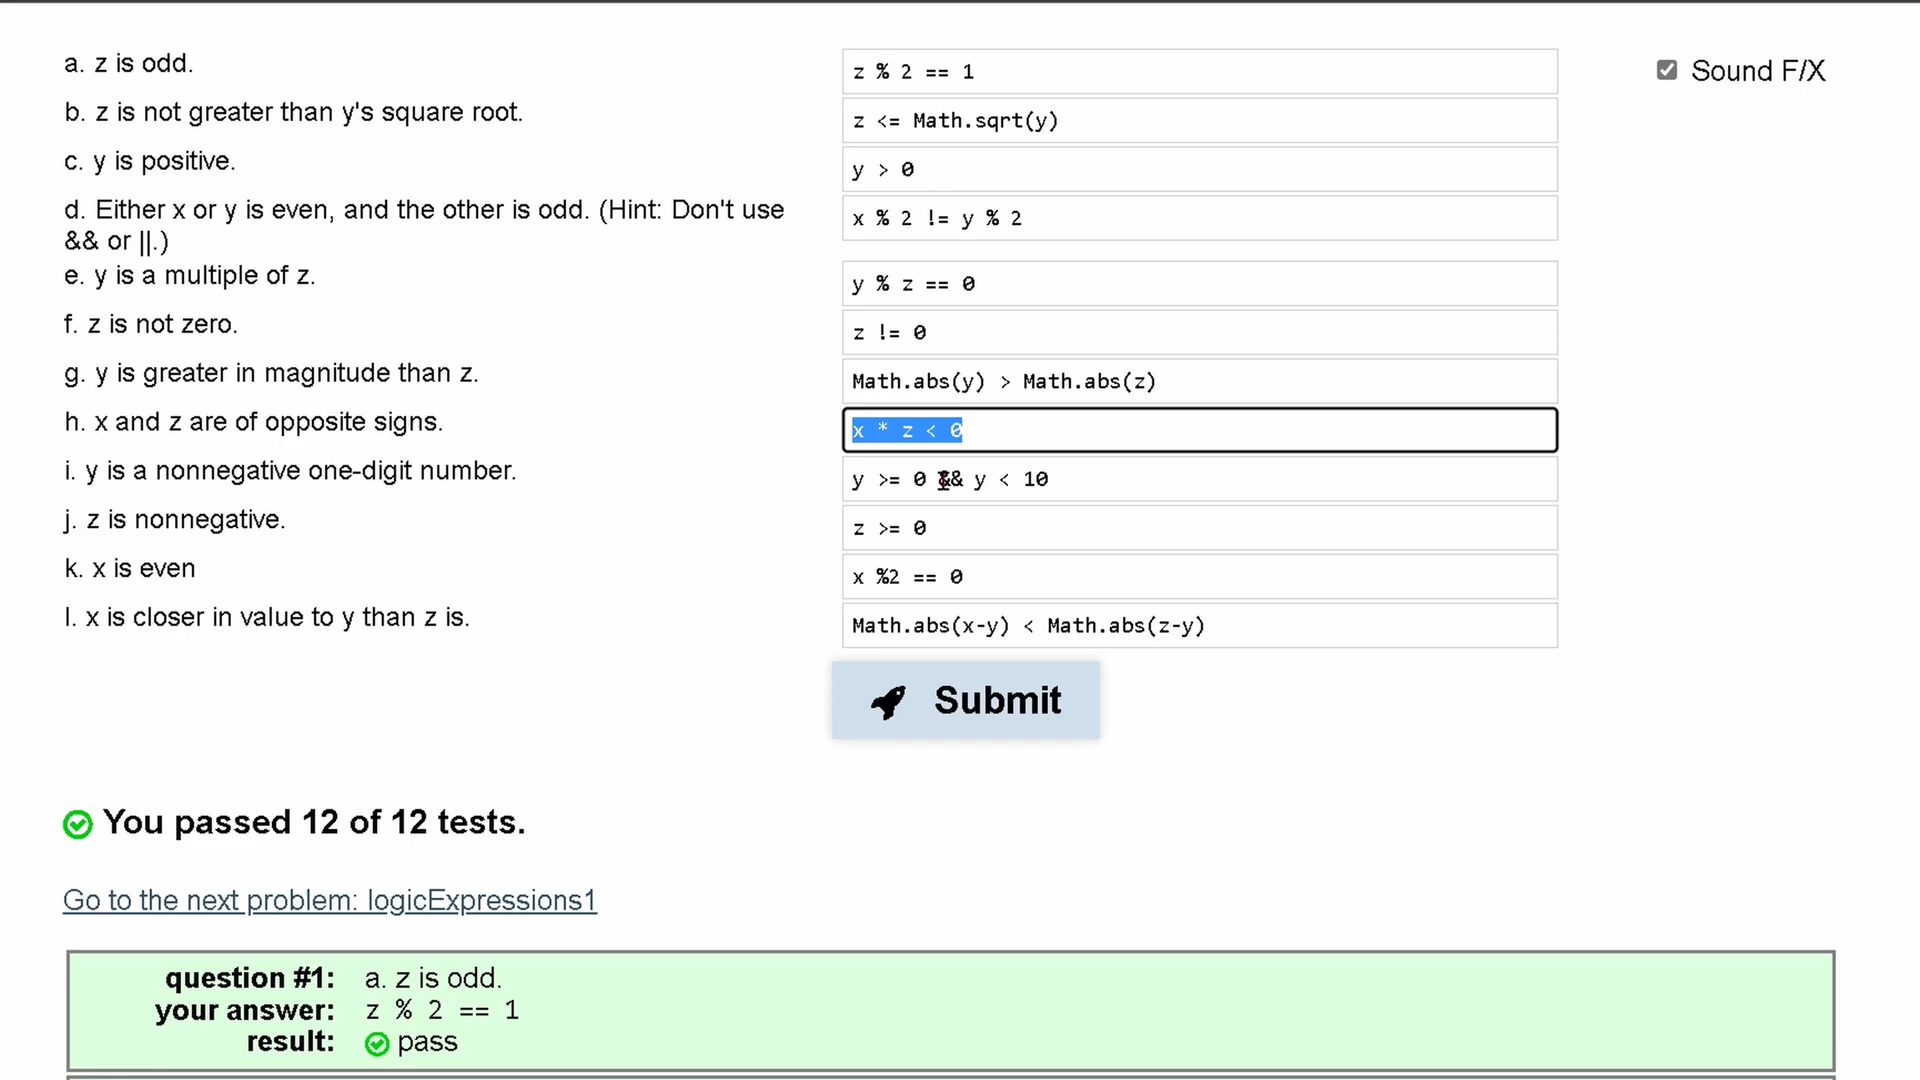 a. z is odd.
z % 2 == 1
Sound F/X
b. z is not greater than y's square root.
z <= Math.sqrt(y)
c. y is positive.
y > 0
d. Either x or y is even, and the other is odd. (Hint: Don't use
&& or ||.)
x % 2 != y % 2
e. y is a multiple of z.
y % z == 0
f. z is not zero.
z != 0
g. y is greater in magnitude than z.
Math.abs(y) > Math.abs(z)
h. x and z are of opposite signs.
x * z < 0
i. y is a nonnegative one-digit number.
y >= 0 && y < 10
j. z is nonnegative.
z >= 0
k. x is even
x %2 == 0
l. x is closer in value to y than z is.
Math.abs(x-y) < Math.abs(z-y)
Submit
You passed 12 of 12 tests.
Go to the next problem: logicExpressions1
question #1: a. z is odd.
your answer: z % 2 == 1
result: pass